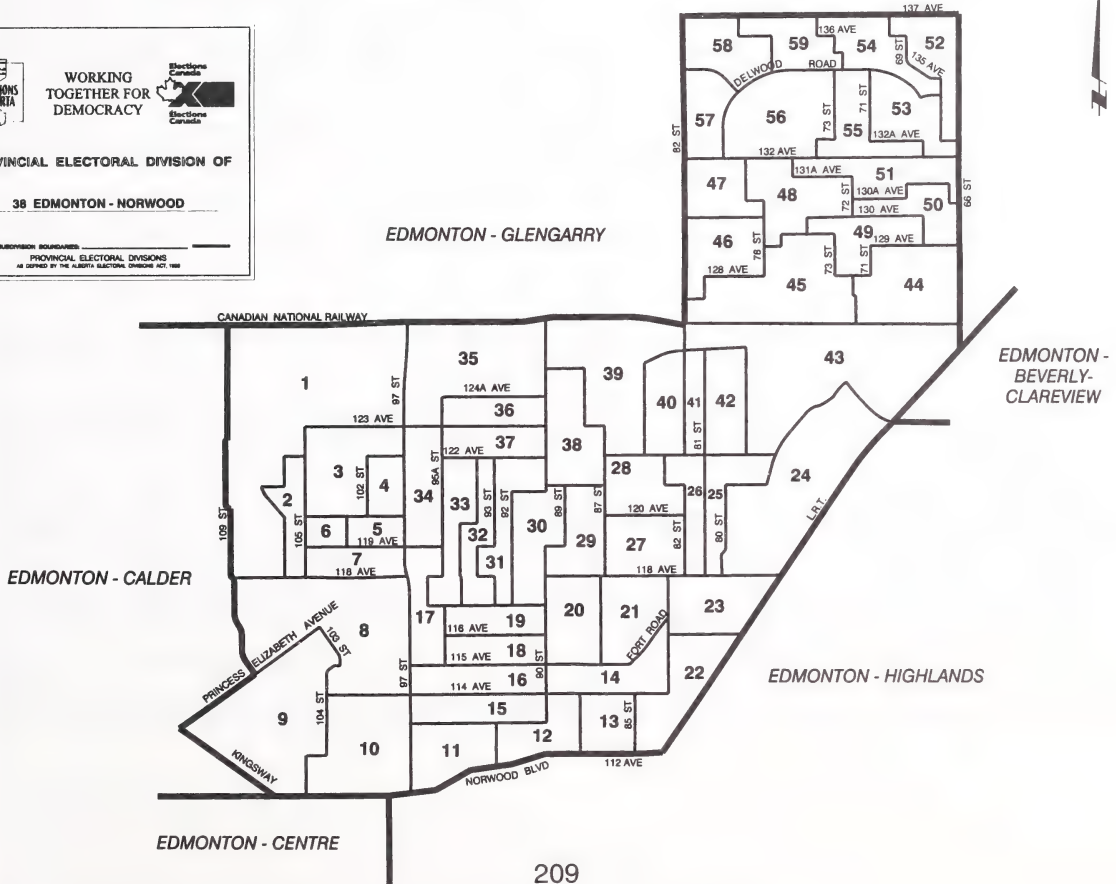 WORKING
TOGETHER FOR
DEMOCRACY
Elections
Canada
Élections
Canada
ELECTORAL DIVISION OF
38 EDMONTON - NORWOOD
BOUNDARIES:
PROVINCIAL ELECTORAL DIVISIONS
AS DEFINED BY THE ALBERTA ELECTORAL DIVISIONS ACT,
137 AVE
58
59
136 AVE
54
69 ST
52
135 AVE
DELWOOD ROAD
57
56
73 ST
71 ST
55
53
132A AVE
82 ST
132 AVE
131A AVE
51
47
48
72 ST
130A AVE
50
66 ST
130 AVE
49
129 AVE
46
78 ST
73 ST
71 ST
128 AVE
45
44
EDMONTON - GLENGARRY
CANADIAN NATIONAL RAILWAY
EDMONTON -
BEVERLY-
CLAREVIEW
1
97 ST
35
39
43
124A AVE
36
40
41
42
81 ST
123 AVE
37
38
122 AVE
95A ST
3
102 ST
4
34
33
93 ST
92 ST
30
89 ST
87 ST
28
26
25
24
2
109 ST
105 ST
6
5
119 AVE
32
31
29
120 AVE
27
82 ST
80 ST
L.R.T.
7
118 AVE
118 AVE
EDMONTON - CALDER
PRINCESS ELIZABETH AVENUE
103 ST
8
17
19
116 AVE
20
21
FORT ROAD
23
18
115 AVE
97 ST
16
90 ST
14
22
114 AVE
EDMONTON - HIGHLANDS
9
104 ST
15
13
85 ST
10
11
12
KINGSWAY
NORWOOD BLVD
112 AVE
EDMONTON - CENTRE
209